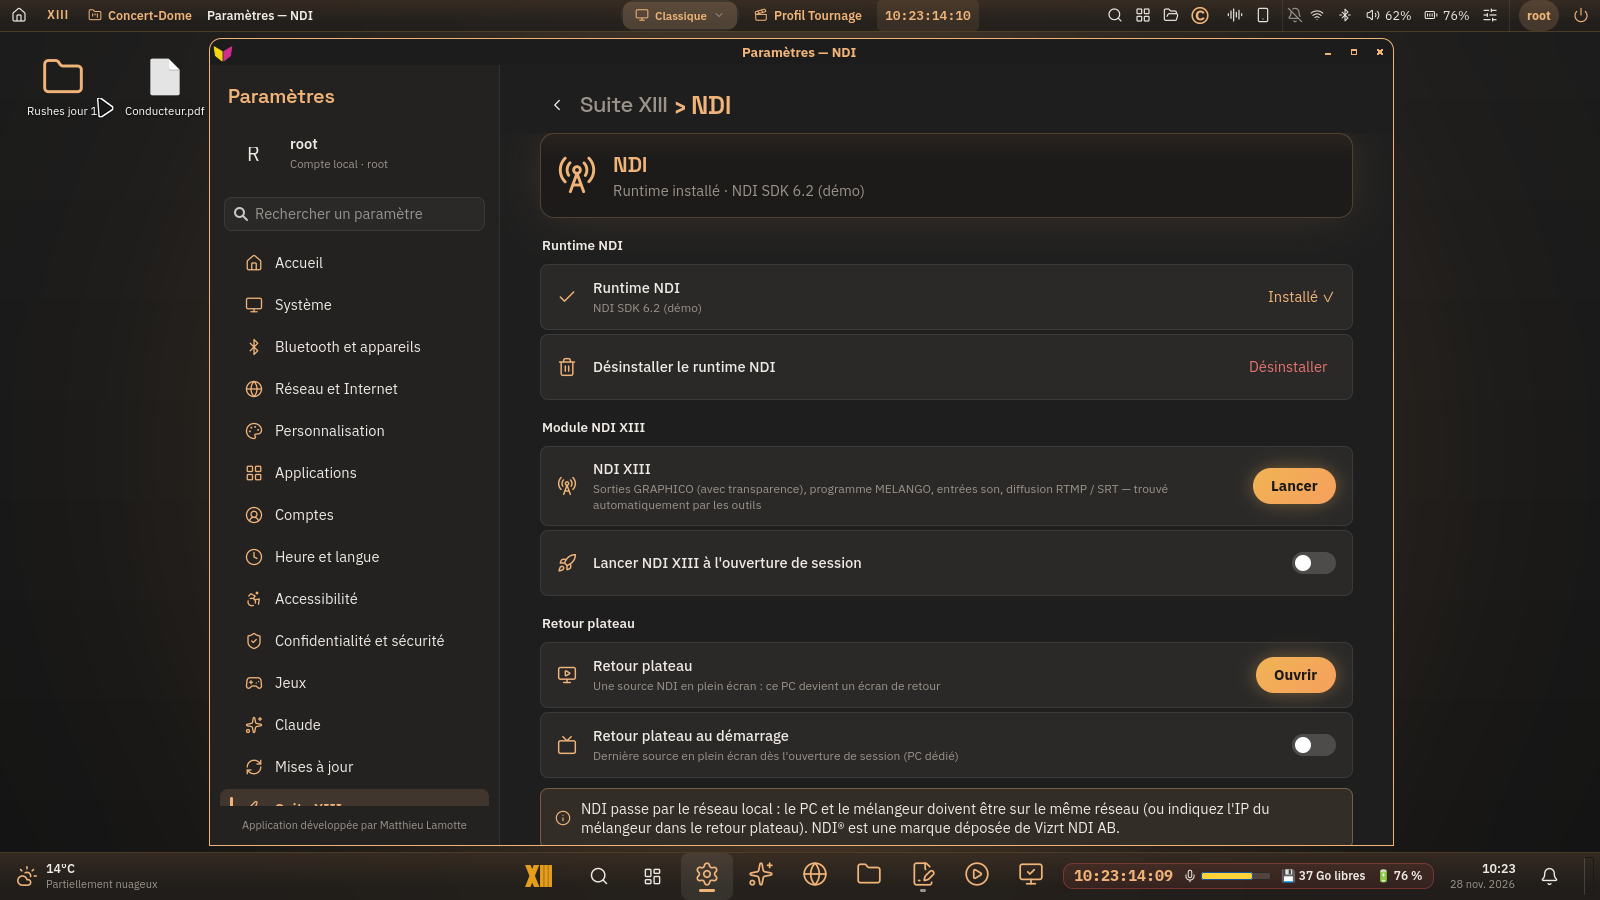 XIII Concert-Dome Paramètres — NDI Classique Profil Tournage 10:23:14:10 62% 76% root
Rushes jour 1
Conducteur.pdf
Paramètres — NDI
Paramètres
R
root
Compte local · root
Rechercher un paramètre
Accueil
Système
Bluetooth et appareils
Réseau et Internet
Personnalisation
Applications
Comptes
Heure et langue
Accessibilité
Confidentialité et sécurité
Jeux
Claude
Mises à jour
Suite XIII
Application développée par Matthieu Lamotte
Suite XIII > NDI
NDI
Runtime installé · NDI SDK 6.2 (démo)
Runtime NDI
Runtime NDI
NDI SDK 6.2 (démo)
Installé ✓
Désinstaller le runtime NDI
Désinstaller
Module NDI XIII
NDI XIII
Sorties GRAPHICO (avec transparence), programme MELANGO, entrées son, diffusion RTMP / SRT — trouvé
automatiquement par les outils
Lancer
Lancer NDI XIII à l'ouverture de session
Retour plateau
Retour plateau
Une source NDI en plein écran : ce PC devient un écran de retour
Ouvrir
Retour plateau au démarrage
Dernière source en plein écran dès l'ouverture de session (PC dédié)
NDI passe par le réseau local : le PC et le mélangeur doivent être sur le même réseau (ou indiquez l'IP du
mélangeur dans le retour plateau). NDI® est une marque déposée de Vizrt NDI AB.
14°C
Partiellement nuageux
XIII
10:23:14:09
37 Go libres
76 %
10:23
28 nov. 2026